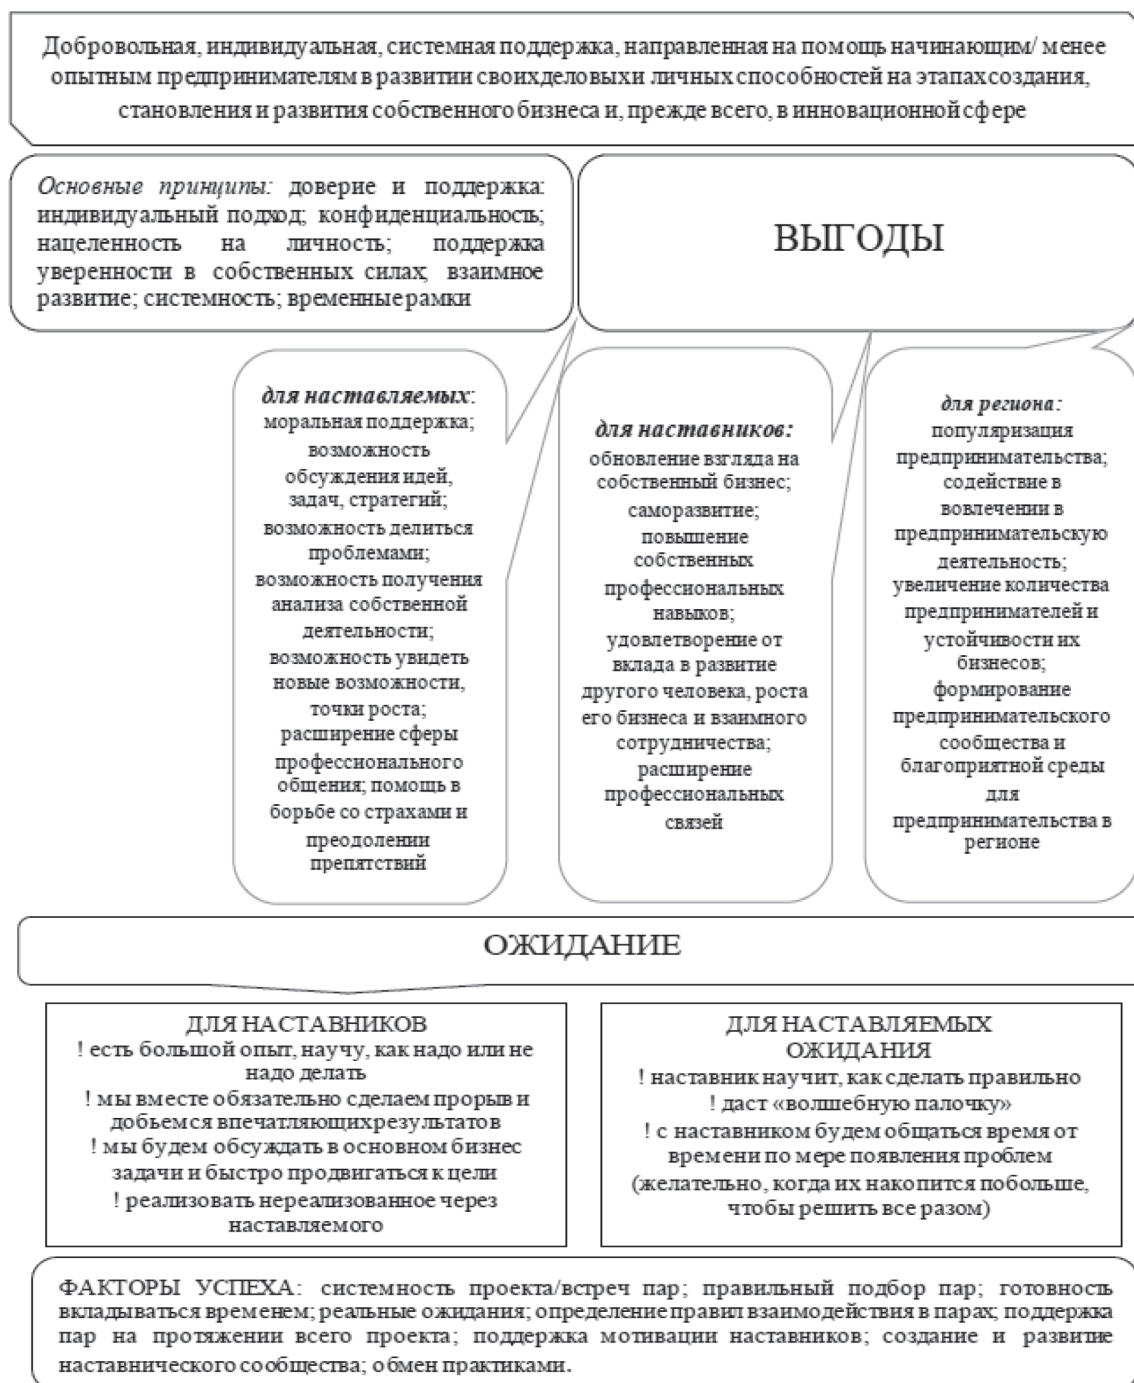 Добровольная, индивидуальная, системная поддержка, направленная на помощь начинающим/ менее
опытным предпринимателям в развитии своих деловых и личных способностей на этапах создания,
становления и развития собственного бизнеса и, прежде всего, в инновационной сфере
Основные принципы: доверие и поддержка:
индивидуальный подход; конфиденциальность;
нацеленность на личность; поддержка
уверенности в собственных силах; взаимное
развитие; системность; временные рамки
ВЫГОДЫ
для наставляемых:
моральная поддержка;
возможность
обсуждения идей,
задач, стратегий;
возможность делиться
проблемами;
возможность получения
анализа собственной
деятельности;
возможность увидеть
новые возможности,
точки роста;
расширение сферы
профессионального
общения; помощь в
борьбе со страхами и
преодолении
препятствий
для наставников:
обновление взгляда на
собственный бизнес;
саморазвитие;
повышение
собственных
профессиональных
навыков;
удовлетворение от
вклада в развитие
другого человека, роста
его бизнеса и взаимного
сотрудничества;
расширение
профессиональных
связей
для региона:
популяризация
предпринимательства;
содействие в
вовлечении в
предпринимательскую
деятельность;
увеличение количества
предпринимателей и
устойчивости их
бизнесов;
формирование
предпринимательского
сообщества и
благоприятной среды
для
предпринимательства в
регионе
ОЖИДАНИЕ
ДЛЯ НАСТАВНИКОВ
! есть большой опыт, научу, как надо или не
надо делать
! мы вместе обязательно сделаем прорыв и
добьемся впечатляющих результатов
! мы будем обсуждать в основном бизнес
задачи и быстро продвигаться к цели
! реализовать нереализованное через
наставляемого
ДЛЯ НАСТАВЛЯЕМЫХ
ОЖИДАНИЯ
! наставник научит, как сделать правильно
! даст «волшебную палочку»
! с наставником будем общаться время от
времени по мере появления проблем
(желательно, когда их накопится побольше,
чтобы решить все разом)
ФАКТОРЫ УСПЕХА: системность проекта/встреч пар; правильный подбор пар; готовность
вкладываться временем; реальные ожидания; определение правил взаимодействия в парах; поддержка
пар на протяжении всего проекта; поддержка мотивации наставников; создание и развитие
наставнического сообщества; обмен практиками.